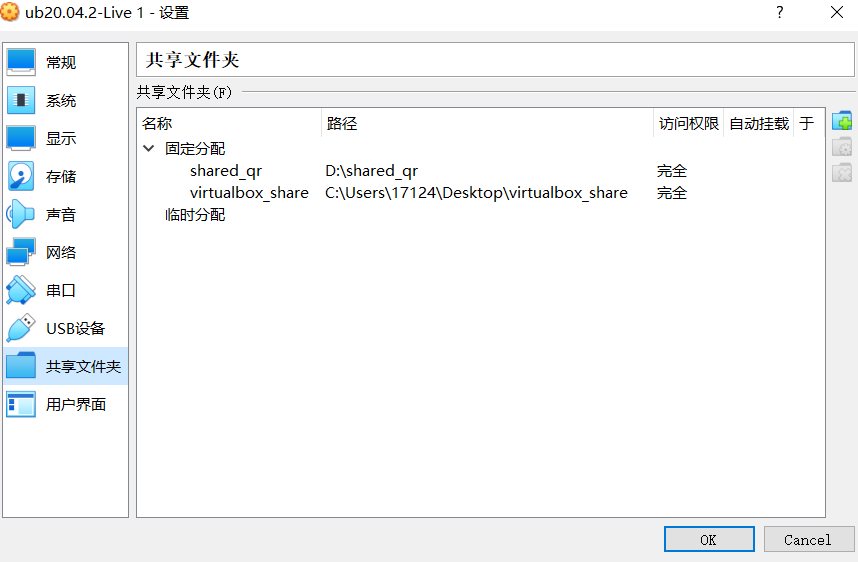 ub20.04.2-Live 1 - 设置
?
常规
系统
显示
存储
声音
网络
串口
USB设备
共享文件夹
用户界面
共享文件夹
共享文件夹(F)
名称 路径 访问权限 自动挂载 于
固定分配
shared_qr D:\shared_qr 完全
virtualbox_share C:\Users\17124\Desktop\virtualbox_share 完全
临时分配
OK Cancel